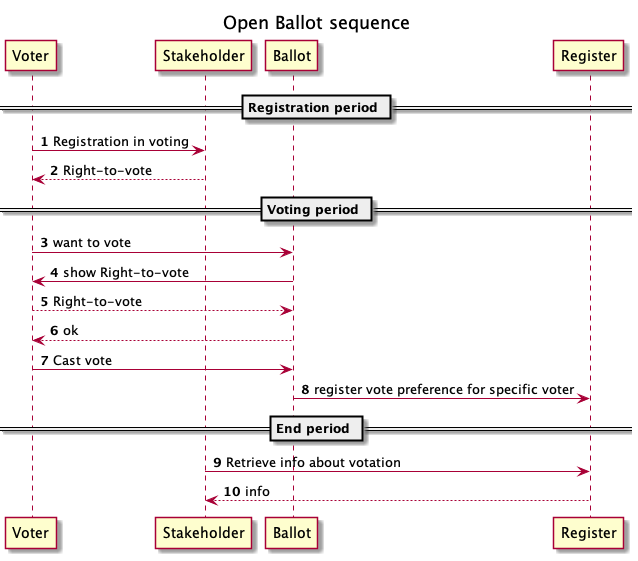 Open Ballot sequence
Voter Stakeholder Ballot Register
Registration period
1 Registration in voting
2 Right-to-vote
Voting period
3 want to vote
4 show Right-to-vote
5 Right-to-vote
6 ok
7 Cast vote
8 register vote preference for specific voter
End period
9 Retrieve info about votation
10 info
Voter Stakeholder Ballot Register